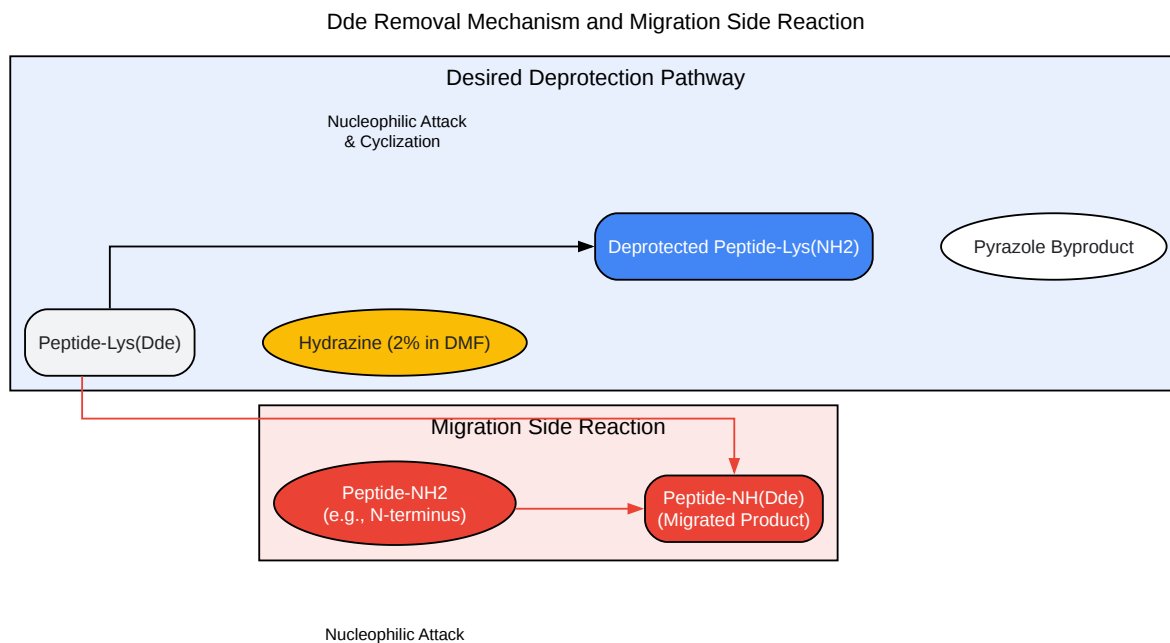 Dde Removal Mechanism and Migration Side Reaction
Desired Deprotection Pathway
Nucleophilic Attack
& Cyclization
Deprotected Peptide-Lys(NH2)
Pyrazole Byproduct
Peptide-Lys(Dde)
Hydrazine (2% in DMF)
Migration Side Reaction
Peptide-NH2
(e.g., N-terminus)
Peptide-NH(Dde)
(Migrated Product)
Nucleophilic Attack